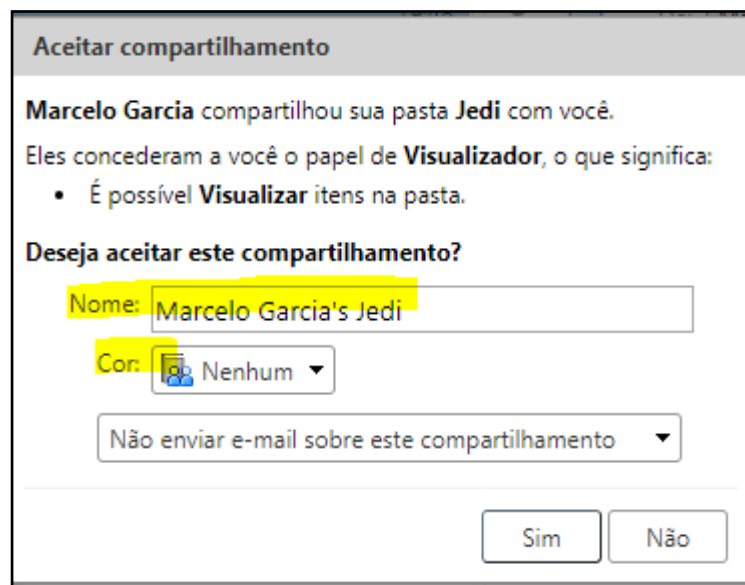 Aceitar compartilhamento
Marcelo Garcia compartilhou sua pasta Jedi com você.
Eles concederam a você o papel de Visualizador, o que significa:
• É possível Visualizar itens na pasta.
Deseja aceitar este compartilhamento?
Nome: Marcelo Garcia's Jedi
Cor: Nenhum
Não enviar e-mail sobre este compartilhamento
Sim Não